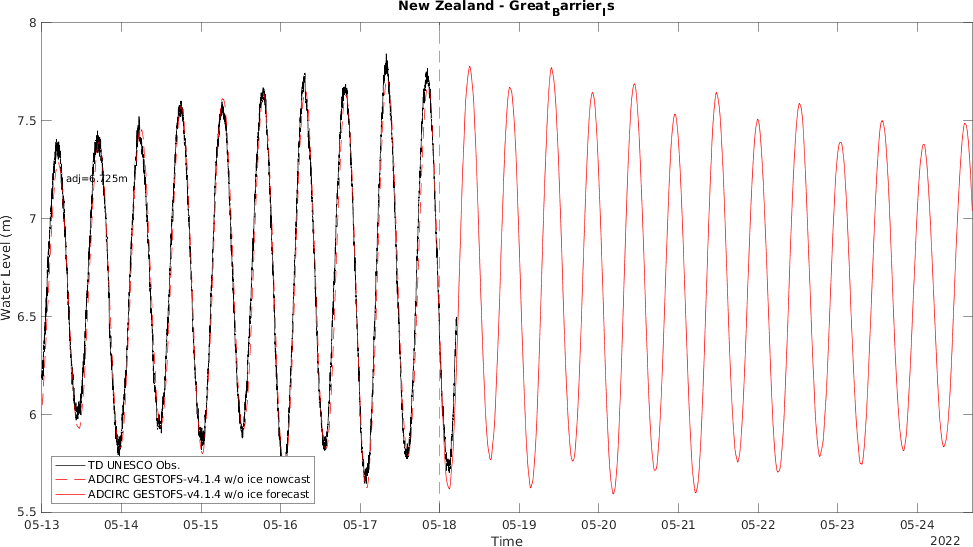 New Zealand - Great_Barrier_Is
8
7.5
7
6.5
6
5.5
Water Level (m)
adj=6.725m
TD UNESCO Obs.
ADCIRC GESTOFS-v4.1.4 w/o ice nowcast
ADCIRC GESTOFS-v4.1.4 w/o ice forecast
05-13 05-14 05-15 05-16 05-17 05-18 05-19 05-20 05-21 05-22 05-23 05-24
Time
2022